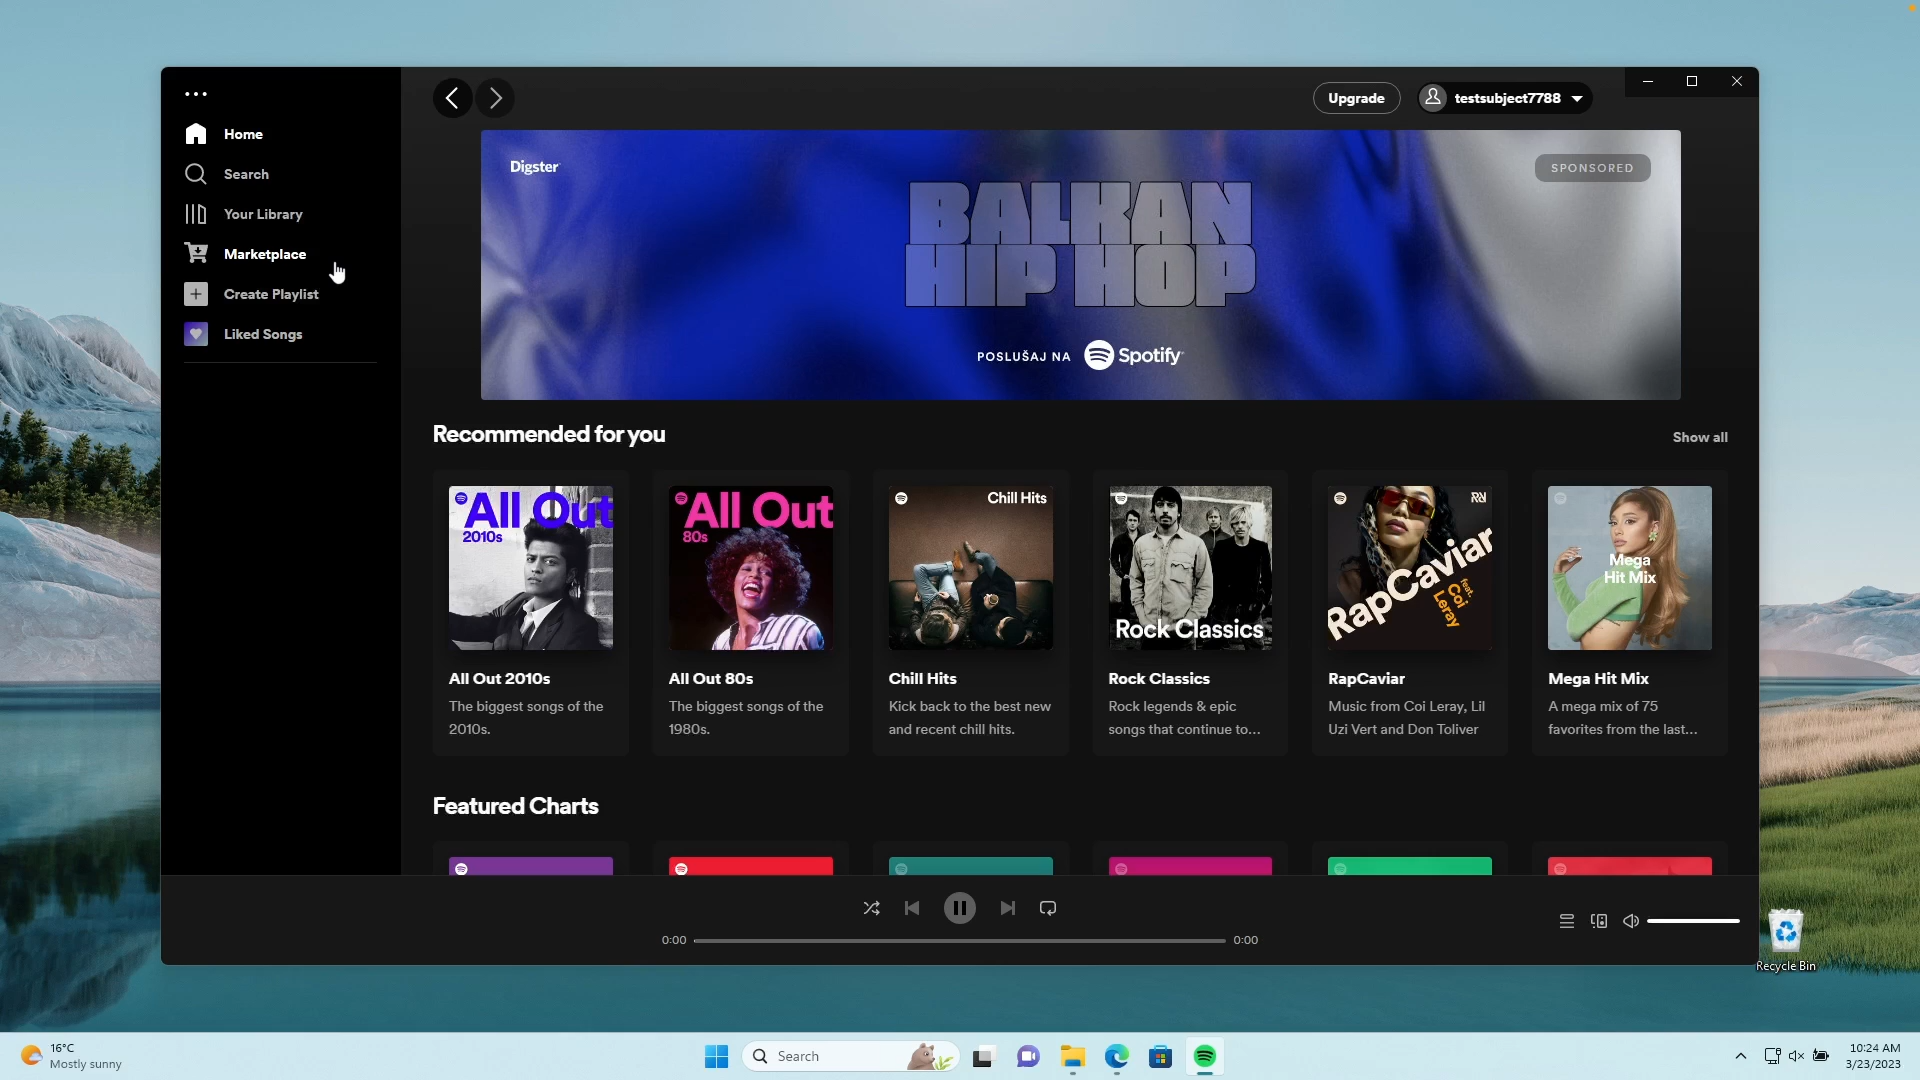 Home
Search
Your Library
Marketplace
Create Playlist
Liked Songs
Upgrade
testsubject7788
Digster
SPONSORED
BALKAN
HIP HOP
POSLUŠAJ NA Spotify
Recommended for you
Show all
All Out
2010s
All Out 2010s
The biggest songs of the
2010s.
All Out
80s
All Out 80s
The biggest songs of the
1980s.
Chill Hits
Chill Hits
Kick back to the best new
and recent chill hits.
Rock Classics
Rock Classics
Rock legends & epic
songs that continue to...
RapCaviar
feat.
Coi
Leray
RapCaviar
Music from Coi Leray, Lil
Uzi Vert and Don Toliver
Mega
Hit Mix
Mega Hit Mix
A mega mix of 75
favorites from the last...
Featured Charts
0:00
0:00
Recycle Bin
16°C
Mostly sunny
Search
10:24 AM
3/23/2023